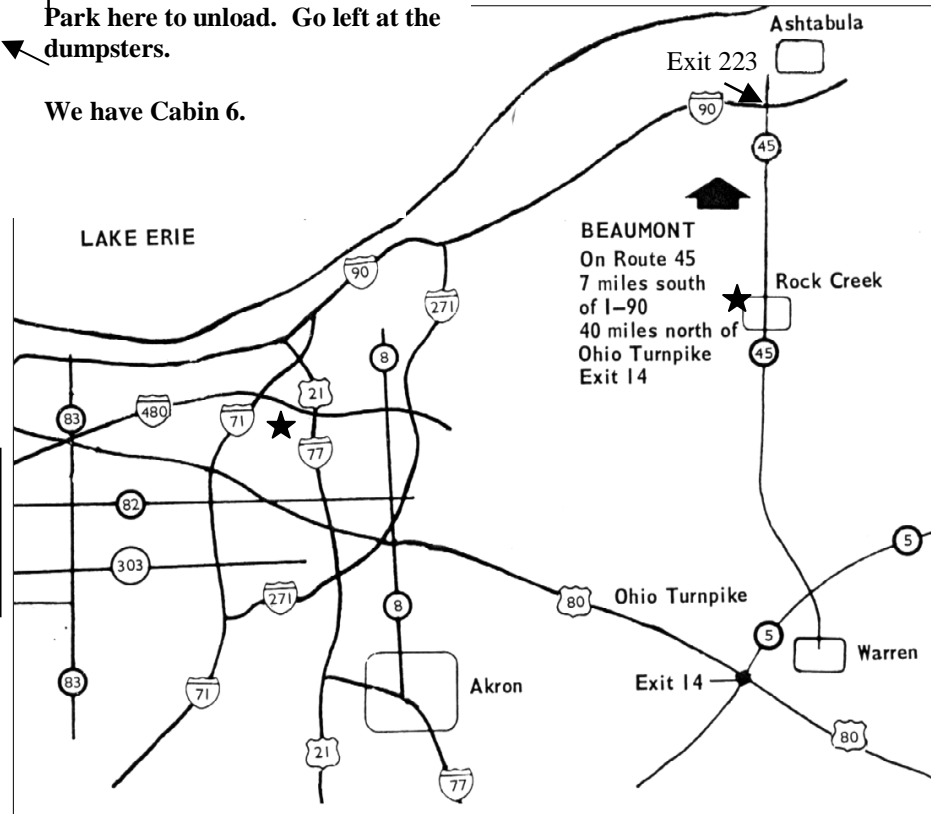 Park here to unload.  Go left at the
dumpsters.
We have Cabin 6.
Ashtabula
Exit 223
90
45
LAKE ERIE
BEAUMONT
On Route 45
7 miles south
of I–90
40 miles north of
Ohio Turnpike
Exit 14
Rock Creek
90
271
8
45
21
83
480
71
77
82
303
5
271
8
80
Ohio Turnpike
5
Warren
83
71
Akron
Exit 14
21
80
77